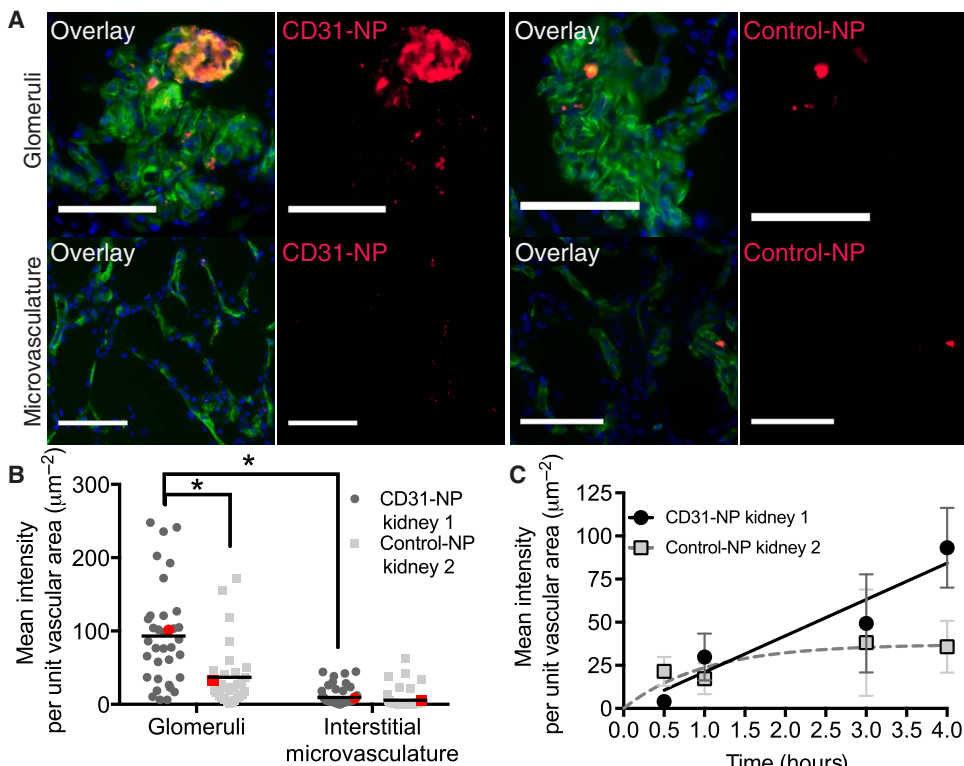 A
Overlay
CD31-NP
Overlay
Control-NP
Glomeruli
Overlay
CD31-NP
Overlay
Control-NP
Microvasculature
B
Mean intensity
per unit vascular area (μm⁻²)
300
200
100
0
*
*
CD31-NP
kidney 1
Control-NP
kidney 2
Glomeruli
Interstitial
microvasculature
C
Mean intensity
per unit vascular area (μm⁻²)
125
100
75
50
25
0
CD31-NP kidney 1
Control-NP kidney 2
0.0 0.5 1.0 1.5 2.0 2.5 3.0 3.5 4.0
Time (hours)